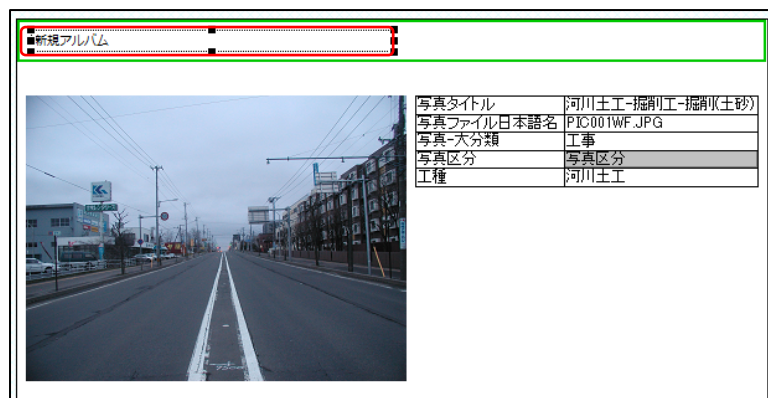 新規アルバム
写真タイトル 河川土工-掘削工-掘削(土砂)
写真ファイル日本語名 PIC001WF.JPG
写真-大分類 工事
写真区分 写真区分
工種 河川土工